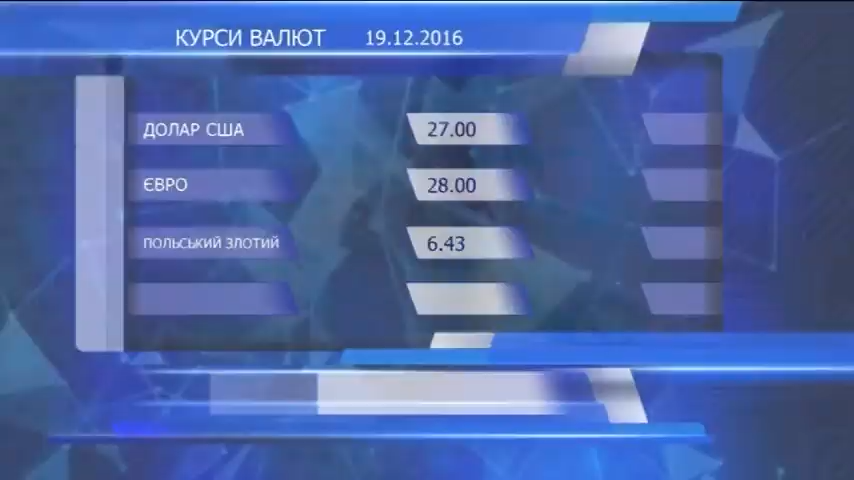 КУРСИ ВАЛЮТ 19.12.2016
ДОЛАР США 27.00
ЄВРО 28.00
ПОЛЬСЬКИЙ ЗЛОТИЙ 6.43